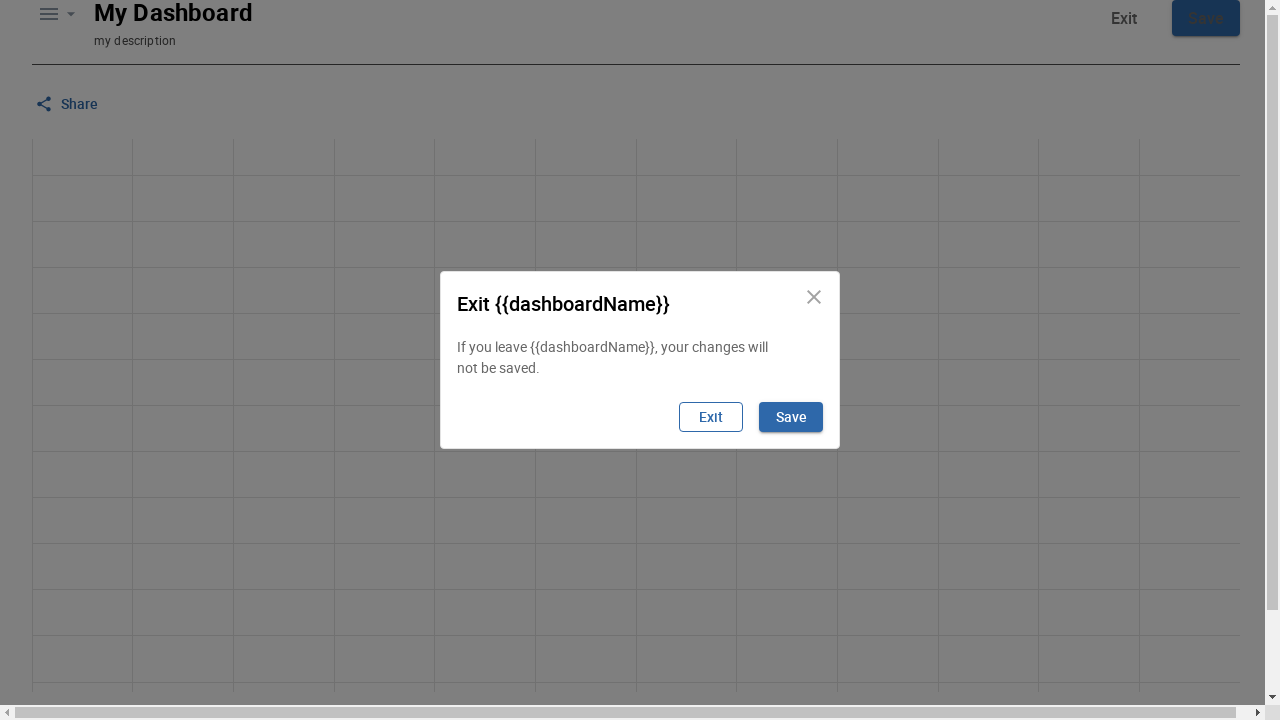 My Dashboard
my description
Exit
Save
Share
Exit {{dashboardName}}
If you leave {{dashboardName}}, your changes will
not be saved.
Exit
Save